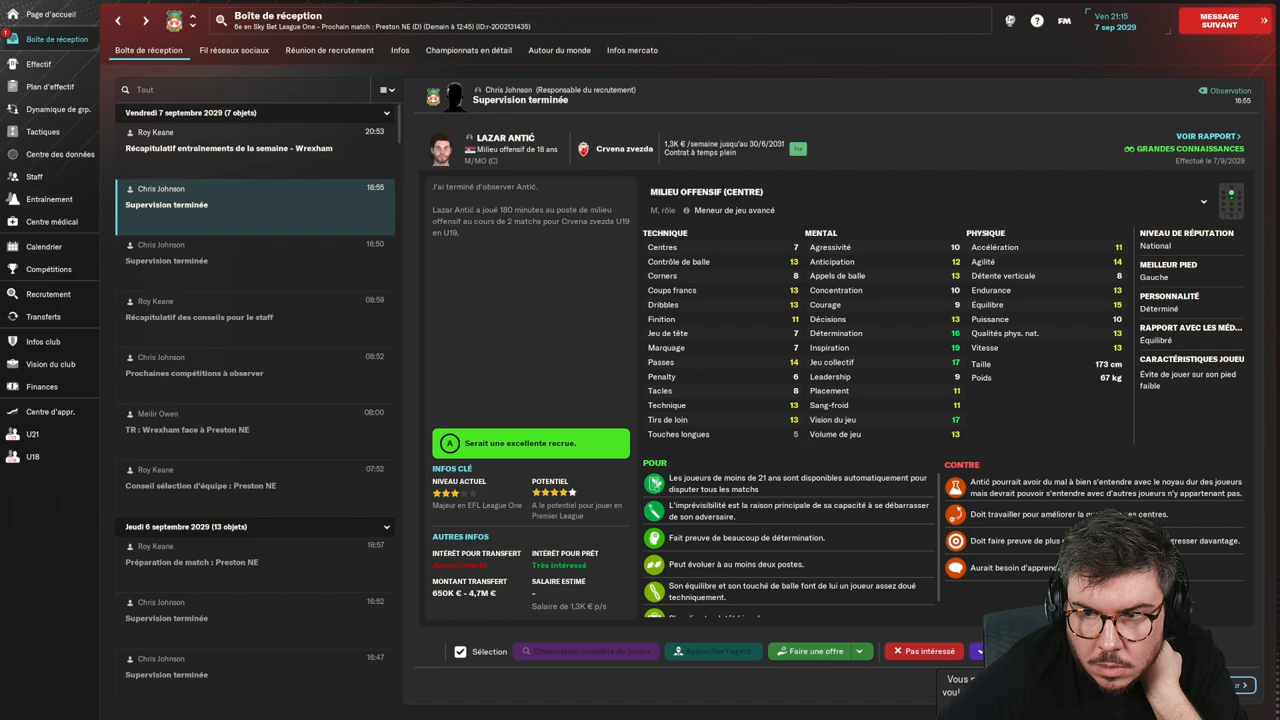 Page d'accueil
1
Boîte de réception
Effectif
Plan d'effectif
Dynamique de grp.
Tactiques
Centre des données
Staff
Entraînement
Centre médical
Calendrier
Compétitions
Recrutement
Transferts
Infos club
Vision du club
Finances
Centre d'appr.
U21
U18
Boîte de réception
6e en Sky Bet League One - Prochain match : Preston NE (D) (Demain à 12:45) (ID:r-2002131435)
FM
Ven 21:15
7 sep 2029
MESSAGE SUIVANT
Boîte de réception Fil réseaux sociaux Réunion de recrutement Infos Championnats en détail Autour du monde Infos mercato
Tout
Vendredi 7 septembre 2029 (7 objets)
Roy Keane 20:53
Récapitulatif entraînements de la semaine - Wrexham
Chris Johnson 16:55
Supervision terminée
Chris Johnson 16:50
Supervision terminée
Roy Keane 08:59
Récapitulatif des conseils pour le staff
Chris Johnson 08:52
Prochaines compétitions à observer
Meilir Owen 08:00
TR : Wrexham face à Preston NE
Roy Keane 07:52
Conseil sélection d'équipe : Preston NE
Jeudi 6 septembre 2029 (13 objets)
Roy Keane 16:57
Préparation de match : Preston NE
Chris Johnson 16:52
Supervision terminée
Chris Johnson 16:47
Supervision terminée
Chris Johnson (Responsable du recrutement)
Supervision terminée
Observation
16:55
LAZAR ANTIĆ
Milieu offensif de 18 ans
M/MO (C)
Crvena zvezda
1,3K € /semaine jusqu'au 30/6/2031
Contrat à temps plein
Pre
VOIR RAPPORT
GRANDES CONNAISSANCES
Effectué le 7/9/2029
J'ai terminé d'observer Antić.
Lazar Antić a joué 180 minutes au poste de milieu
offensif au cours de 2 matchs pour Crvena zvezda U19
en U19.
A Serait une excellente recrue.
INFOS CLÉ
NIVEAU ACTUEL POTENTIEL
Majeur en EFL League One
A le potentiel pour jouer en Premier League
AUTRES INFOS
INTÉRÊT POUR TRANSFERT INTÉRÊT POUR PRÊT
Très intéressé
MONTANT TRANSFERT SALAIRE ESTIMÉ
650K € - 4,7M € -
Salaire de 1,3K € p/s
MILIEU OFFENSIF (CENTRE)
M. rôle Meneur de jeu avancé
TECHNIQUE MENTAL PHYSIQUE
Centres 7 Agressivité 10 Accélération 11
Contrôle de balle 13 Anticipation 12 Agilité 14
Corners 8 Appels de balle 13 Détente verticale 8
Coups francs 13 Concentration 10 Endurance 13
Dribbles 13 Courage 9 Équilibre 15
Finition 11 Décisions 13 Puissance 10
Jeu de tête 7 Détermination 16 Qualités phys. nat. 13
Marquage 7 Inspiration 19 Vitesse 13
Passes 14 Jeu collectif 17 Taille 173 cm
Penalty 6 Leadership 9 Poids 67 kg
Tacles 8 Placement 11
Technique 13 Sang-froid 11
Tirs de loin 13 Vision du jeu 17
Touches longues 5 Volume de jeu 13
NIVEAU DE RÉPUTATION
National
MEILLEUR PIED
Gauche
PERSONNALITÉ
Déterminé
RAPPORT AVEC LES MÉD...
Équilibré
CARACTÉRISTIQUES JOUEU
Évite de jouer sur son pied
faible
POUR
Les joueurs de moins de 21 ans sont disponibles automatiquement pour
disputer tous les matchs
L'imprévisibilité est la raison principale de sa capacité à se débarrasser
de son adversaire.
Fait preuve de beaucoup de détermination.
Peut évoluer à au moins deux postes.
Son équilibre et son touché de balle font de lui un joueur assez doué
techniquement.
CONTRE
Antić pourrait avoir du mal à bien s'entendre avec le noyau dur des joueurs
mais devrait pouvoir s'entendre avec d'autres joueurs n'y appartenant pas.
Doit travailler pour améliorer la centres.
Doit faire preuve de plus davantage.
Aurait besoin
Sélection Observation complète du joueur Approcher l'agent Faire une offre Pas intéressé